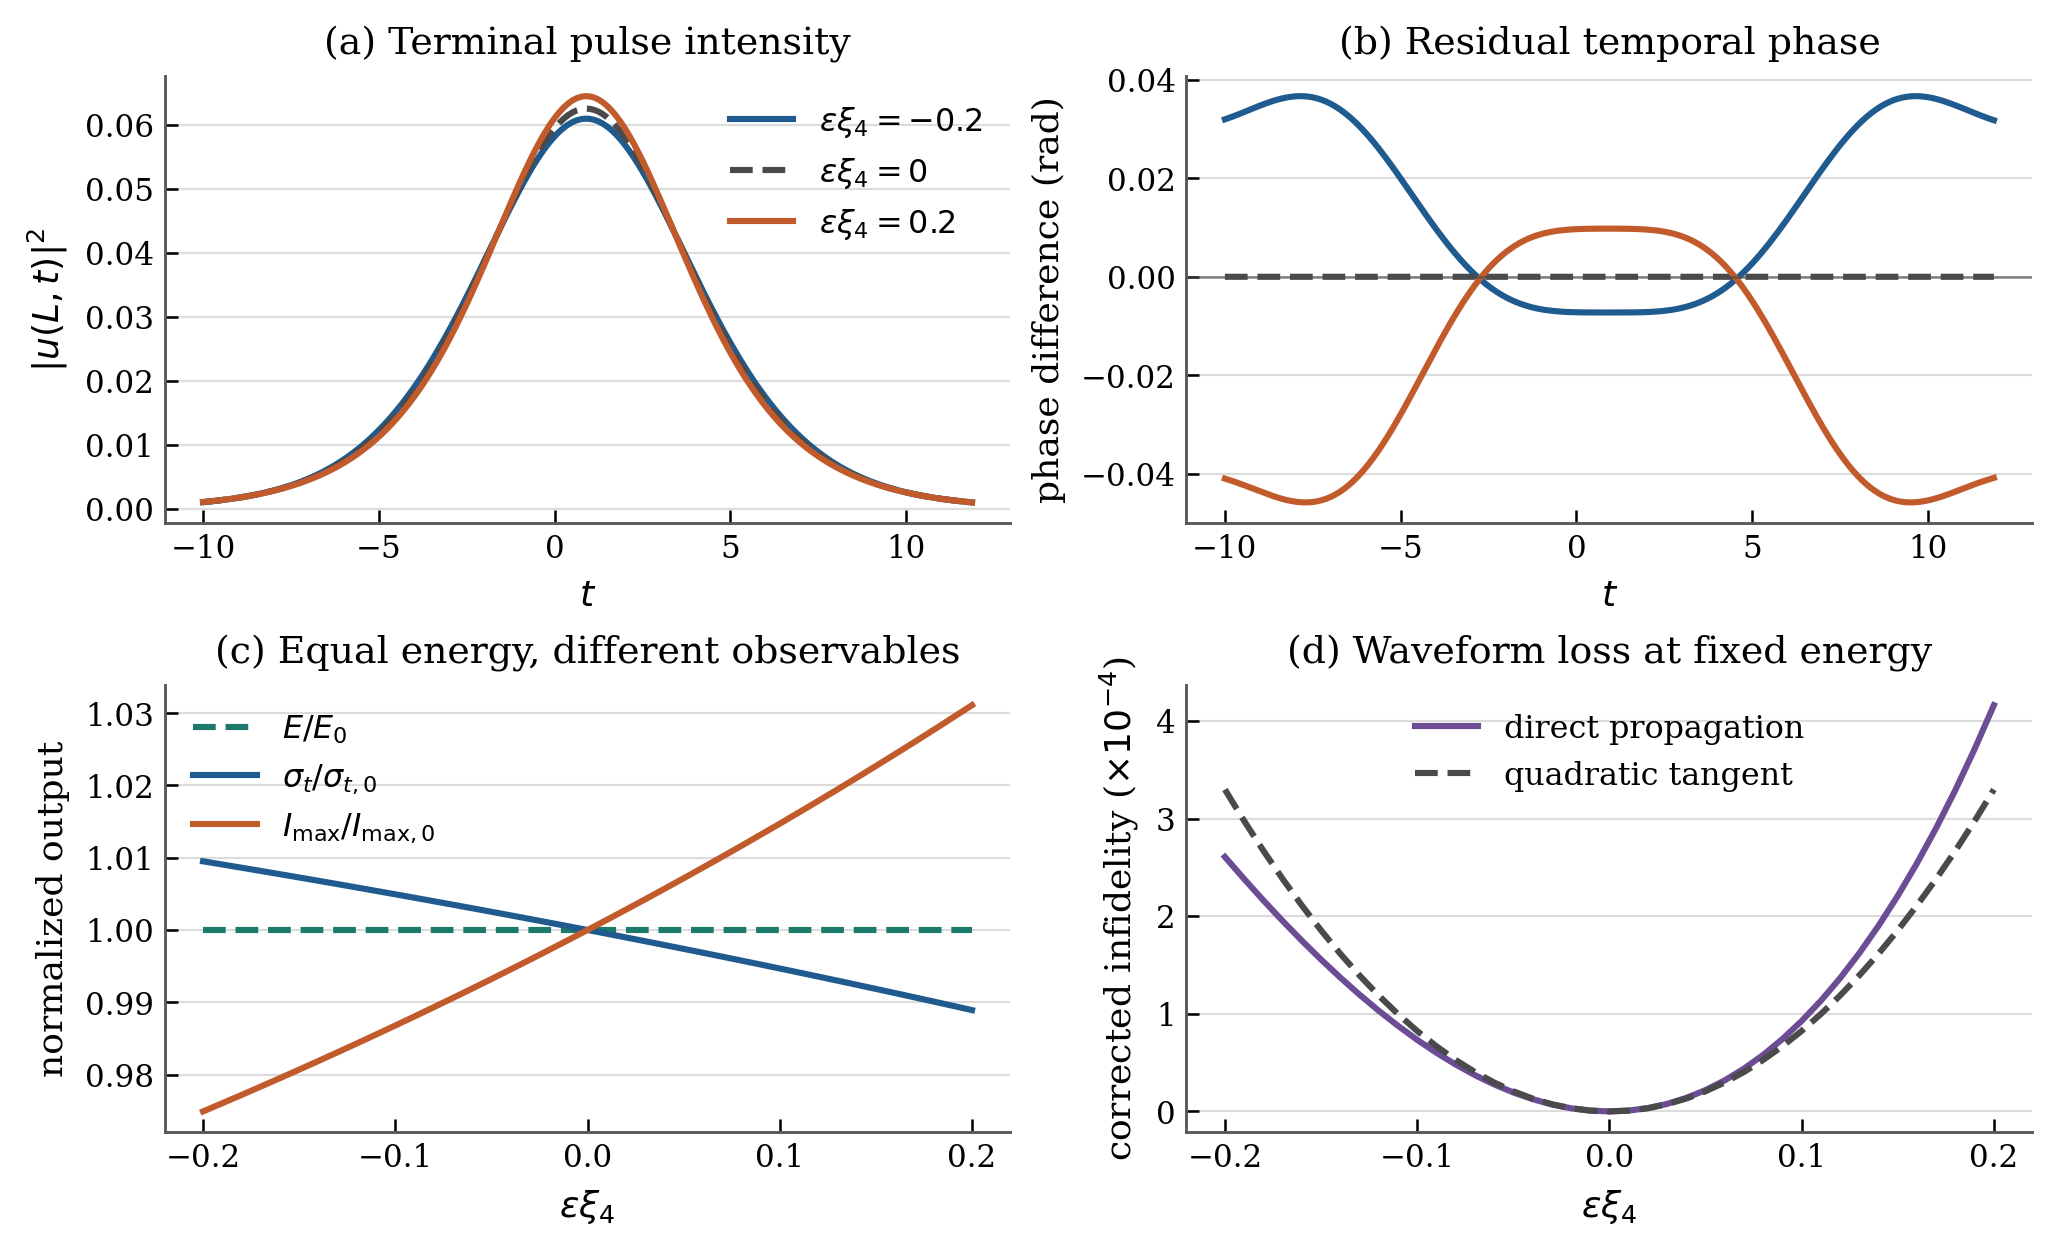 (a) Terminal pulse intensity
|u(L, t)|²
0.06
0.05
0.04
0.03
0.02
0.01
0.00
εξ₄ = −0.2
εξ₄ = 0
εξ₄ = 0.2
−10
−5
0
5
10
t
(b) Residual temporal phase
phase difference (rad)
0.04
0.02
0.00
−0.02
−0.04
−10
−5
0
5
10
t
(c) Equal energy, different observables
normalized output
1.03
1.02
1.01
1.00
0.99
0.98
E/E₀
σₜ/σₜ,₀
Iₘₐₓ/Iₘₐₓ,₀
−0.2
−0.1
0.0
0.1
0.2
εξ₄
(d) Waveform loss at fixed energy
corrected infidelity (×10⁻⁴)
4
3
2
1
0
direct propagation
quadratic tangent
−0.2
−0.1
0.0
0.1
0.2
εξ₄